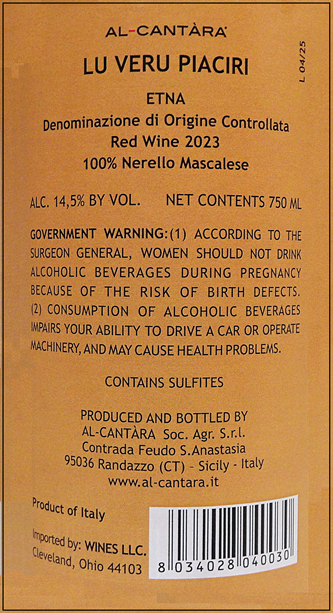 AL-CANTÀRA
L 04/25
LU VERU PIACIRI
ETNA
Denominazione di Origine Controllata
Red Wine 2023
100% Nerello Mascalese
ALC. 14,5% BY VOL. NET CONTENTS 750 ML
GOVERNMENT WARNING:(1) ACCORDING TO THE
SURGEON GENERAL, WOMEN SHOULD NOT DRINK
ALCOHOLIC BEVERAGES DURING PREGNANCY
BECAUSE OF THE RISK OF BIRTH DEFECTS.
(2) CONSUMPTION OF ALCOHOLIC BEVERAGES
IMPAIRS YOUR ABILITY TO DRIVE A CAR OR OPERATE
MACHINERY, AND MAY CAUSE HEALTH PROBLEMS.
CONTAINS SULFITES
PRODUCED AND BOTTLED BY
AL-CANTÀRA Soc. Agr. S.r.l.
Contrada Feudo S.Anastasia
95036 Randazzo (CT) - Sicily - Italy
www.al-cantara.it
Product of Italy
Imported by: WINES LLC.
Cleveland, Ohio 44103
8 034028 040030